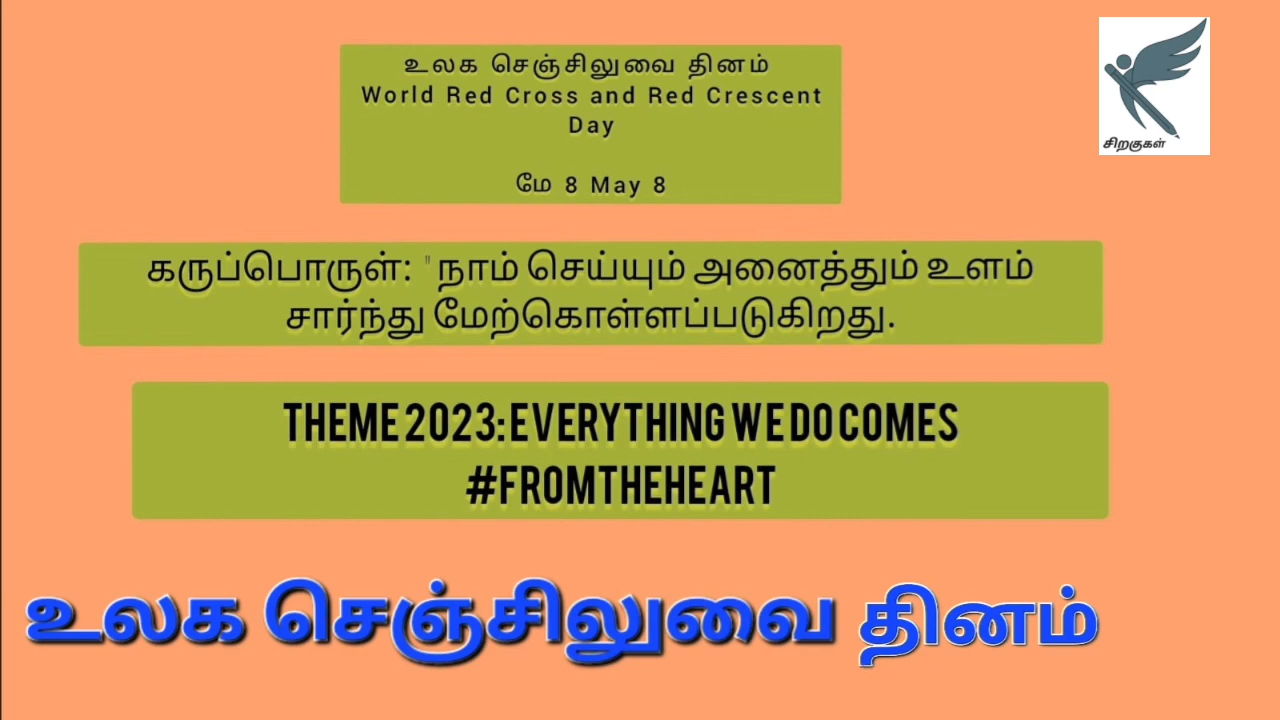 உலக செஞ்சிலுவை தினம்
World Red Cross and Red Crescent
Day
மே 8 May 8
சிறகுகள்
கருப்பொருள்: "நாம் செய்யும் அனைத்தும் உளம்
சார்ந்து மேற்கொள்ளப்படுகிறது.
THEME 2023: EVERYTHING WE DO COMES
#FROMTHEHEART
உலக செஞ்சிலுவை தினம்